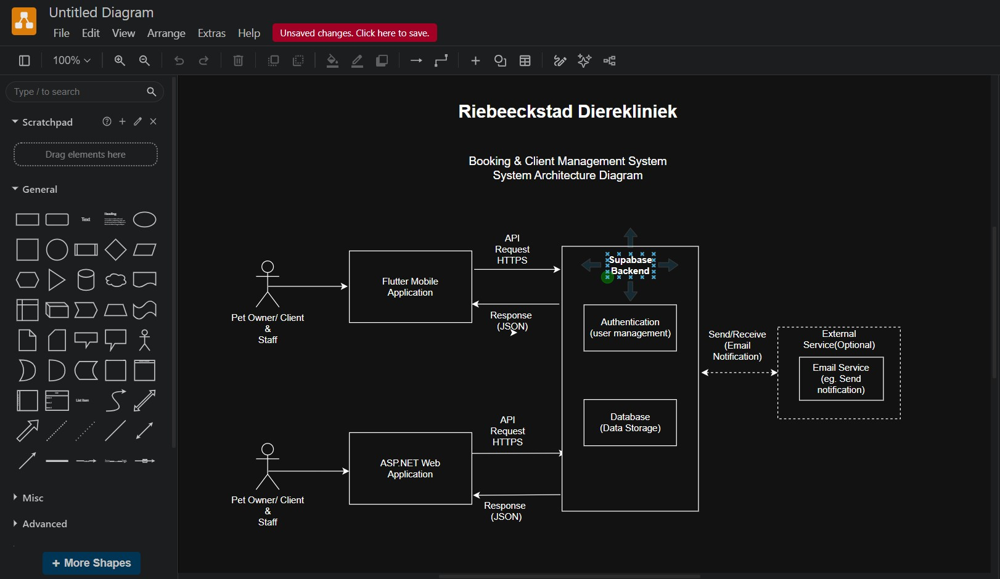 Untitled Diagram
File Edit View Arrange Extras Help
Unsaved changes. Click here to save.
100%
Type / to search
Scratchpad
Drag elements here
General
Text
Heading
List Item
Misc
Advanced
+ More Shapes
Riebeeckstad Dierekliniek
Booking & Client Management System
System Architecture Diagram
Pet Owner/ Client
&
Staff
Flutter Mobile
Application
API
Request
HTTPS
Response
(JSON)
Supabase
Backend
Authentication
(user management)
Database
(Data Storage)
Send/Receive
(Email
Notification)
External
Service(Optional)
Email Service
(eg. Send
notification)
Pet Owner/ Client
&
Staff
ASP.NET Web
Application
API
Request
HTTPS
Response
(JSON)